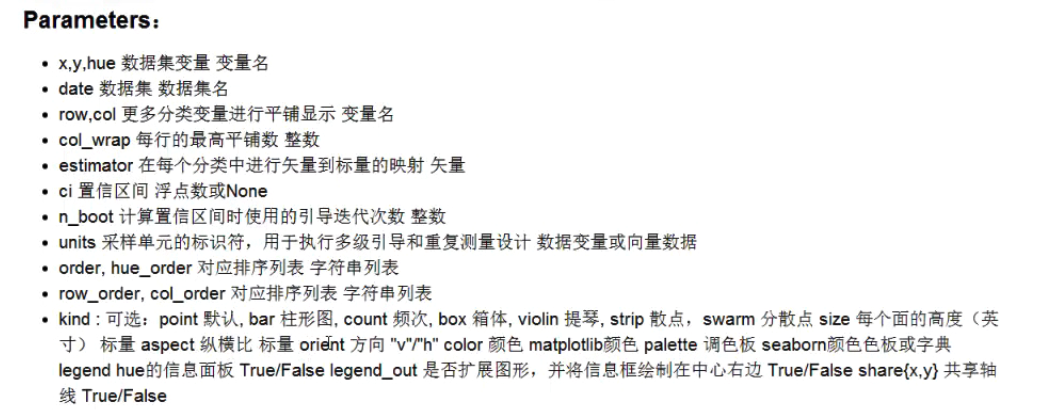 Parameters：
• x,y,hue 数据集变量 变量名
• date 数据集 数据集名
• row,col 更多分类变量进行平铺显示 变量名
• col_wrap 每行的最高平铺数 整数
• estimator 在每个分类中进行矢量到标量的映射 矢量
• ci 置信区间 浮点数或None
• n_boot 计算置信区间时使用的引导迭代次数 整数
• units 采样单元的标识符，用于执行多级引导和重复测量设计 数据变量或向量数据
• order, hue_order 对应排序列表 字符串列表
• row_order, col_order 对应排序列表 字符串列表
• kind : 可选：point 默认, bar 柱形图, count 频次, box 箱体, violin 提琴, strip 散点，swarm 分散点 size 每个面的高度（英
寸） 标量 aspect 纵横比 标量 orient 方向 "v"/"h" color 颜色 matplotlib颜色 palette 调色板 seaborn颜色色板或字典
legend hue的信息面板 True/False legend_out 是否扩展图形，并将信息框绘制在中心右边 True/False share{x,y} 共享轴
线 True/False